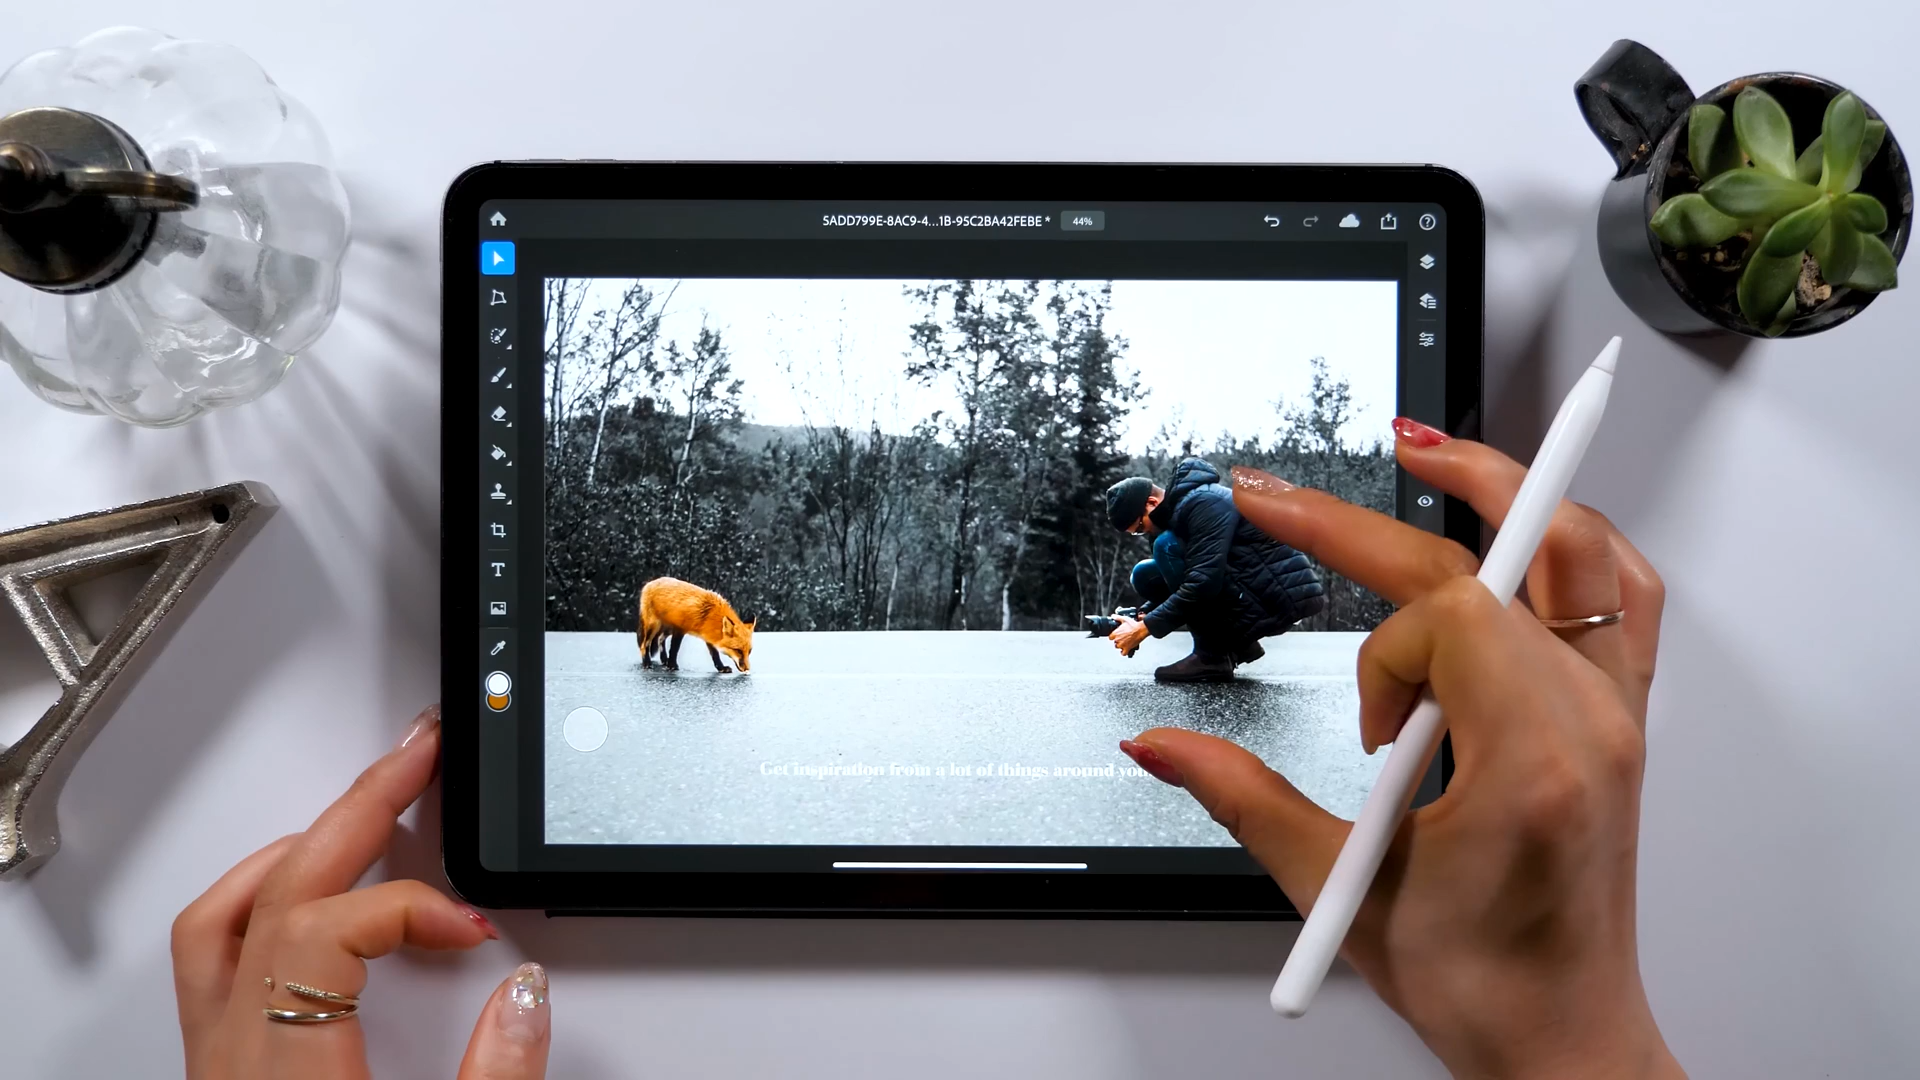 5ADD799E-8AC9-4...1B-95C2BA42FEBE *
44%
T
Get inspiration from a lot of things around you.
A